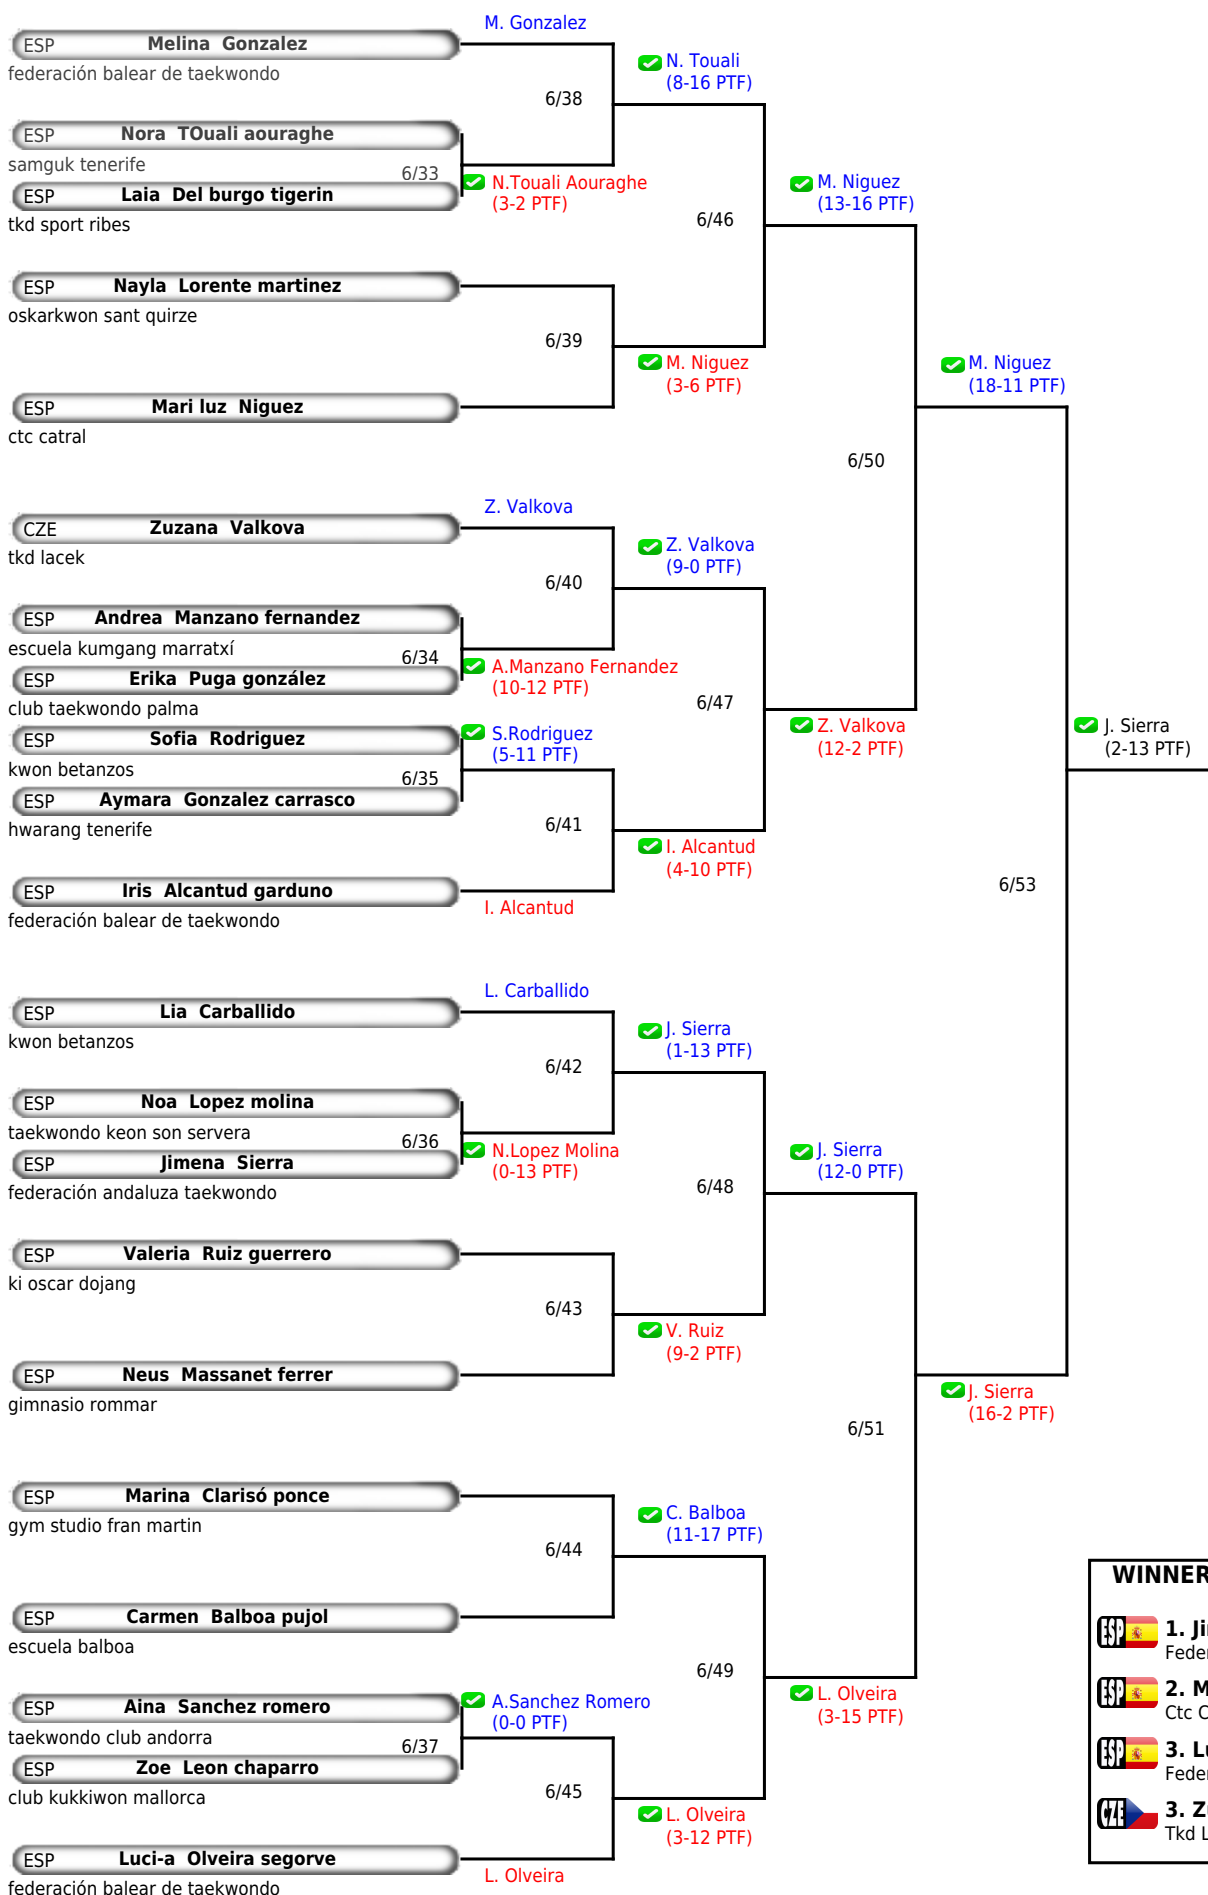 M. Gonzalez
ESP Melina Gonzalez
federación balear de taekwondo
N. Touali
(8-16 PTF)
6/38
ESP Nora TOuali aouraghe
samguk tenerife
6/33
N.Touali Aouraghe
(3-2 PTF)
ESP Laia Del burgo tigerin
tkd sport ribes
M. Niguez
(13-16 PTF)
6/46
ESP Nayla Lorente martinez
oskarkwon sant quirze
6/39
M. Niguez
(3-6 PTF)
M. Niguez
(18-11 PTF)
ESP Mari luz Niguez
ctc catral
6/50
Z. Valkova
CZE Zuzana Valkova
tkd lacek
Z. Valkova
(9-0 PTF)
6/40
ESP Andrea Manzano fernandez
escuela kumgang marratxí
6/34
A.Manzano Fernandez
(10-12 PTF)
ESP Erika Puga gonzález
club taekwondo palma
6/47
S.Rodriguez
(5-11 PTF)
ESP Sofia Rodriguez
kwon betanzos
Z. Valkova
(12-2 PTF)
J. Sierra
(2-13 PTF)
6/35
ESP Aymara Gonzalez carrasco
hwarang tenerife
6/41
I. Alcantud
(4-10 PTF)
ESP Iris Alcantud garduno
federación balear de taekwondo
I. Alcantud
6/53
L. Carballido
ESP Lia Carballido
kwon betanzos
J. Sierra
(1-13 PTF)
6/42
ESP Noa Lopez molina
taekwondo keon son servera
6/36
N.Lopez Molina
(0-13 PTF)
ESP Jimena Sierra
federación andaluza taekwondo
J. Sierra
(12-0 PTF)
6/48
ESP Valeria Ruiz guerrero
ki oscar dojang
6/43
V. Ruiz
(9-2 PTF)
ESP Neus Massanet ferrer
gimnasio rommar
J. Sierra
(16-2 PTF)
6/51
ESP Marina Clarisó ponce
gym studio fran martin
C. Balboa
(11-17 PTF)
6/44
ESP Carmen Balboa pujol
escuela balboa
6/49
A.Sanchez Romero
(0-0 PTF)
ESP Aina Sanchez romero
taekwondo club andorra
L. Olveira
(3-15 PTF)
6/37
ESP Zoe Leon chaparro
club kukkiwon mallorca
6/45
L. Olveira
(3-12 PTF)
ESP Luci-a Olveira segorve
federación balear de taekwondo
L. Olveira
WINNER
ESP 1.
ESP 2.
Ctc
ESP 3.
CZE 3.
Tkd